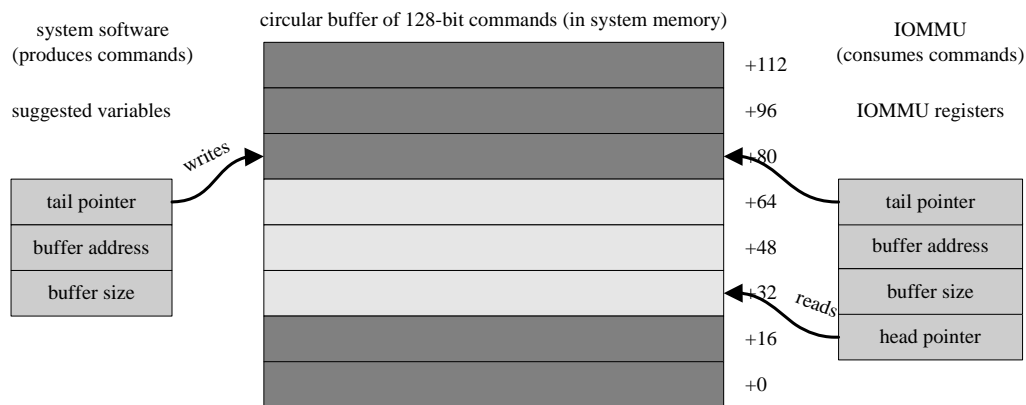 circular buffer of 128-bit commands (in system memory)
system software
(produces commands)
suggested variables
writes
tail pointer
buffer address
buffer size
+112
+96
+80
+64
+48
+32
+16
+0
IOMMU
(consumes commands)
IOMMU registers
tail pointer
buffer address
buffer size
head pointer
reads